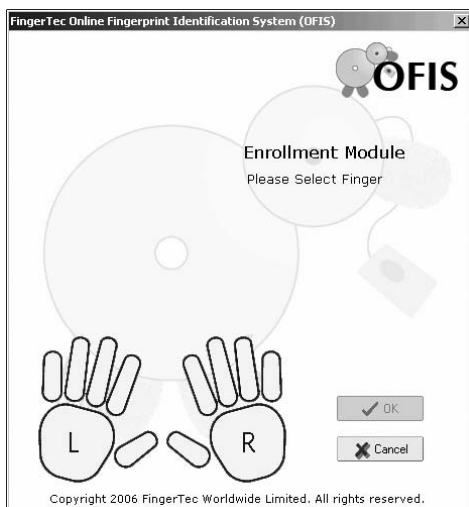 FingerTec Online Fingerprint Identification System (OFIS)
OFIS
Enrollment Module
Please Select Finger
L
R
OK
Cancel
Copyright 2006 FingerTec Worldwide Limited. All rights reserved.